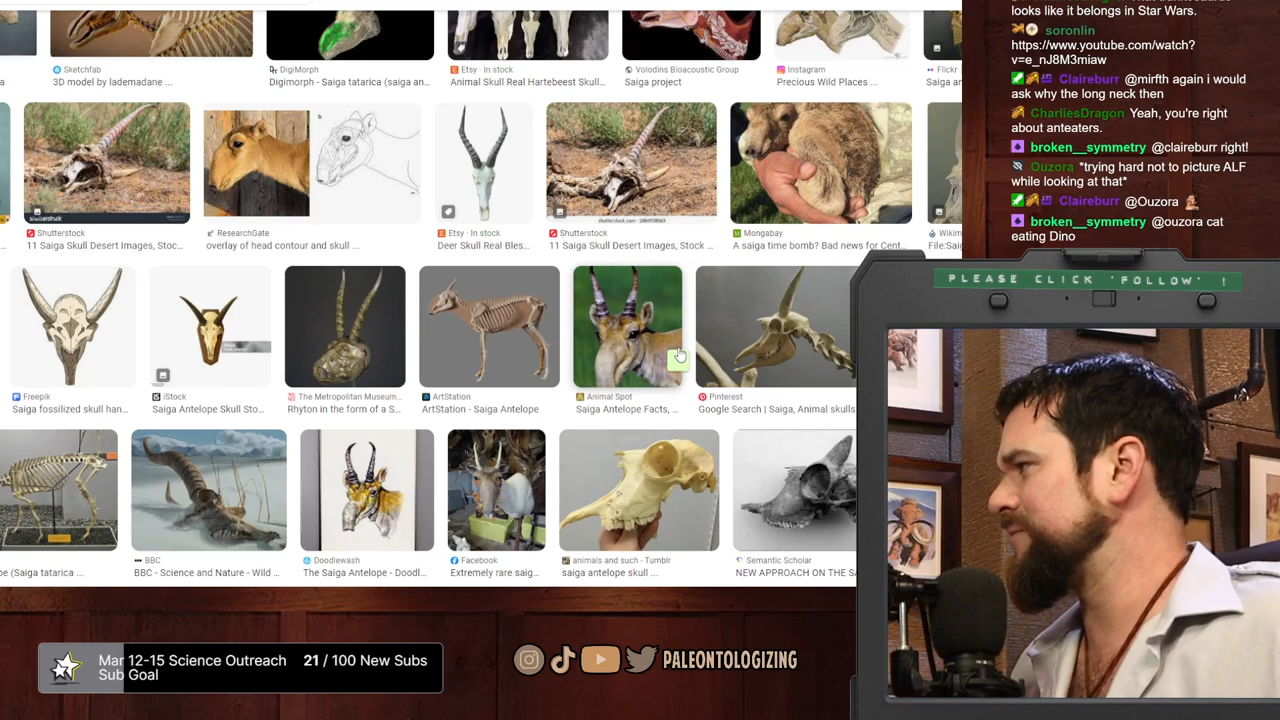 Sketchfab
3D model by lademadane ...
DigiMorph
Digimorph - Saiga tatarica (saiga an...
Etsy · In stock
Animal Skull Real Hartebeest Skull...
Volodins Bioacoustic Group
Saiga project
Instagram
Precious Wild Places ...
Flickr
Saiga an
looks like it belongs in Star Wars.
soronlin
https://www.youtube.com/watch?
v=e_nJ8M3miaw
Claireburr @mirfth again i would
ask why the long neck then
CharliesDragon Yeah, you're right
about anteaters.
broken__symmetry @claireburr right!
Ouzora *trying hard not to picture ALF
while looking at that*
Claireburr @Ouzora
broken__symmetry @ouzora cat
eating Dino
shutterstock
Shutterstock
11 Saiga Skull Desert Images, Stoc...
ResearchGate
overlay of head contour and skull ...
Etsy · In stock
Deer Skull Real Bles...
Shutterstock
11 Saiga Skull Desert Images, Stock ...
Mongabay
A saiga time bomb? Bad news for Cent...
Wikim
File:Saig
PLEASE CLICK 'FOLLOW' !
Freepik
Saiga fossilized skull han...
iStock
Saiga Antelope Skull Sto...
The Metropolitan Museum...
Rhyton in the form of a S...
ArtStation
ArtStation - Saiga Antelope
Animal Spot
Saiga Antelope Facts, ...
Pinterest
Google Search | Saiga, Animal skulls
pe (Saiga tatarica ...
BBC
BBC - Science and Nature - Wild ...
Doodlewash
The Saiga Antelope - Doodl...
Facebook
Extremely rare saig...
animals and such - Tumblr
saiga antelope skull ...
Semantic Scholar
NEW APPROACH ON THE SA
Mar 12-15 Science Outreach 21 / 100 New Subs
Sub Goal
PALEONTOLOGIZING